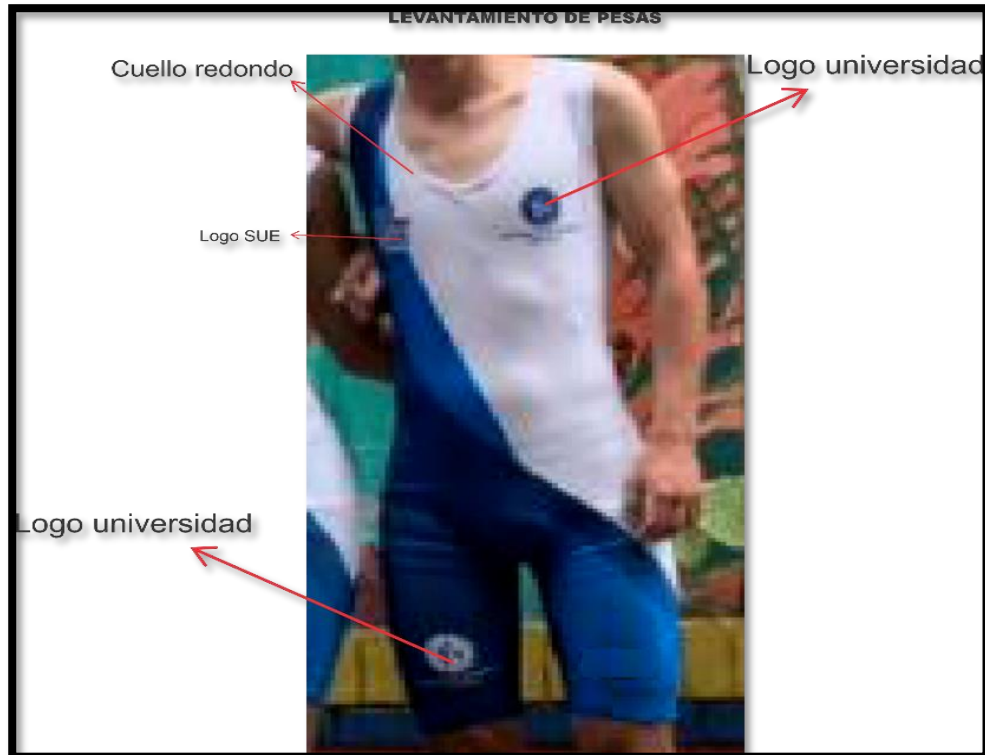 LEVANTAMIENTO DE PESAS
Cuello redondo
Logo universidad
Logo SUE
Logo universidad